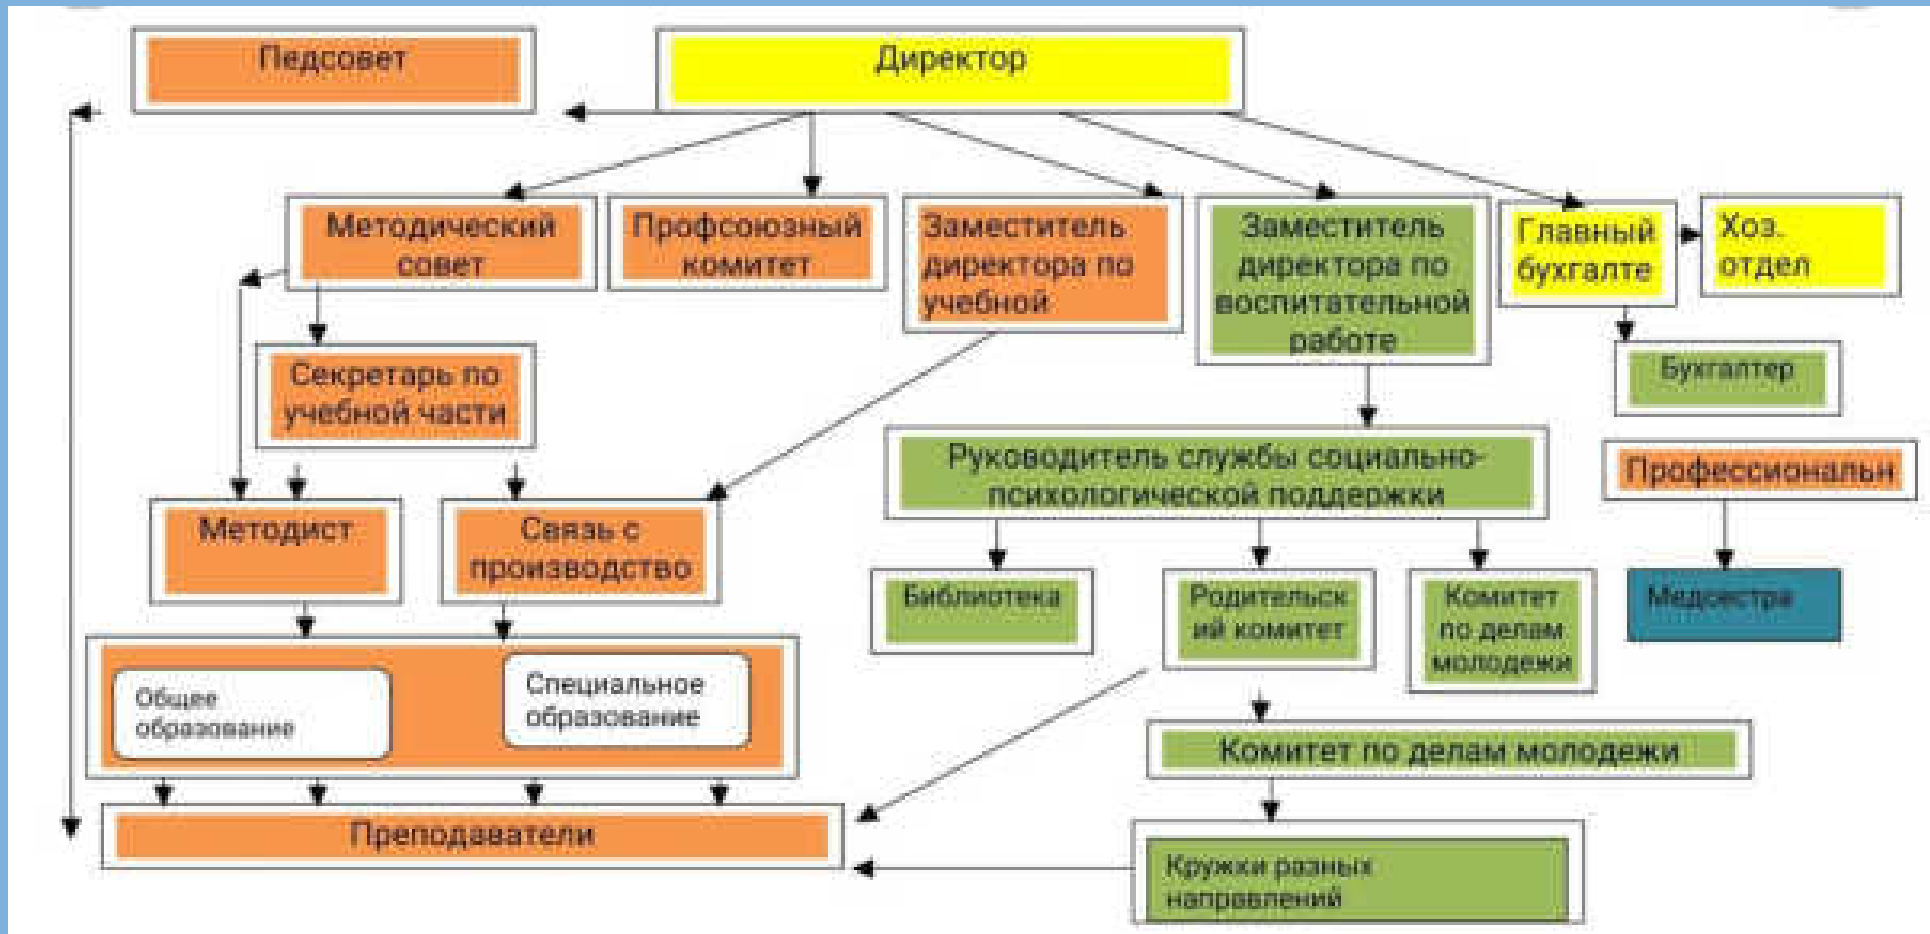 Педсовет
Директор
Методический
совет
Профсоюзный
комитет
Заместитель
директора по
учебной
Заместитель
директора по
воспитательной
работе
Главный
бухгалте
Хоз.
отдел
Секретарь по
учебной части
Бухгалтер
Руководитель службы социально-
психологической поддержки
Профессиональн
Методист
Связь с
производство
Библиотека
Родительск
ий комитет
Комитет
по делам
молодежи
Медсестра
Общее
образование
Специальное
образование
Комитет по делам молодежи
Преподаватели
Кружки разных
направлений